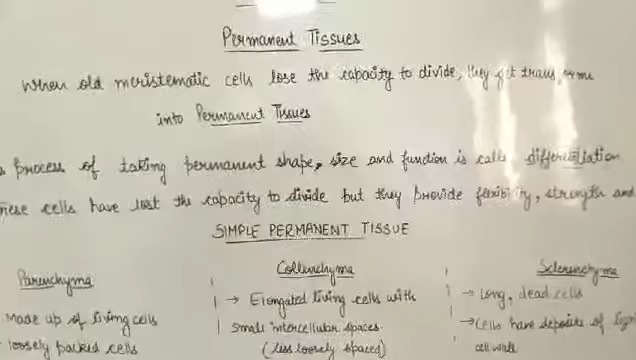 Permanent Tissues
When old meristematic cells lose the capacity to divide, they get
into Permanent Tissues
process of taking permanent shape, size and function is calls differentiation
these cells have lost the capacity to divide but they provide flexibility, strength and
SIMPLE PERMANENT TISSUE
Parenchyma
Made up of living cells
loosely packed cells
Collenchyma
→ Elongated living cells with
small intercellular spaces.
(less loosely spaced)
Sclerenchyma
→ Long, dead cells
→ Cells have deposits of
cell wall